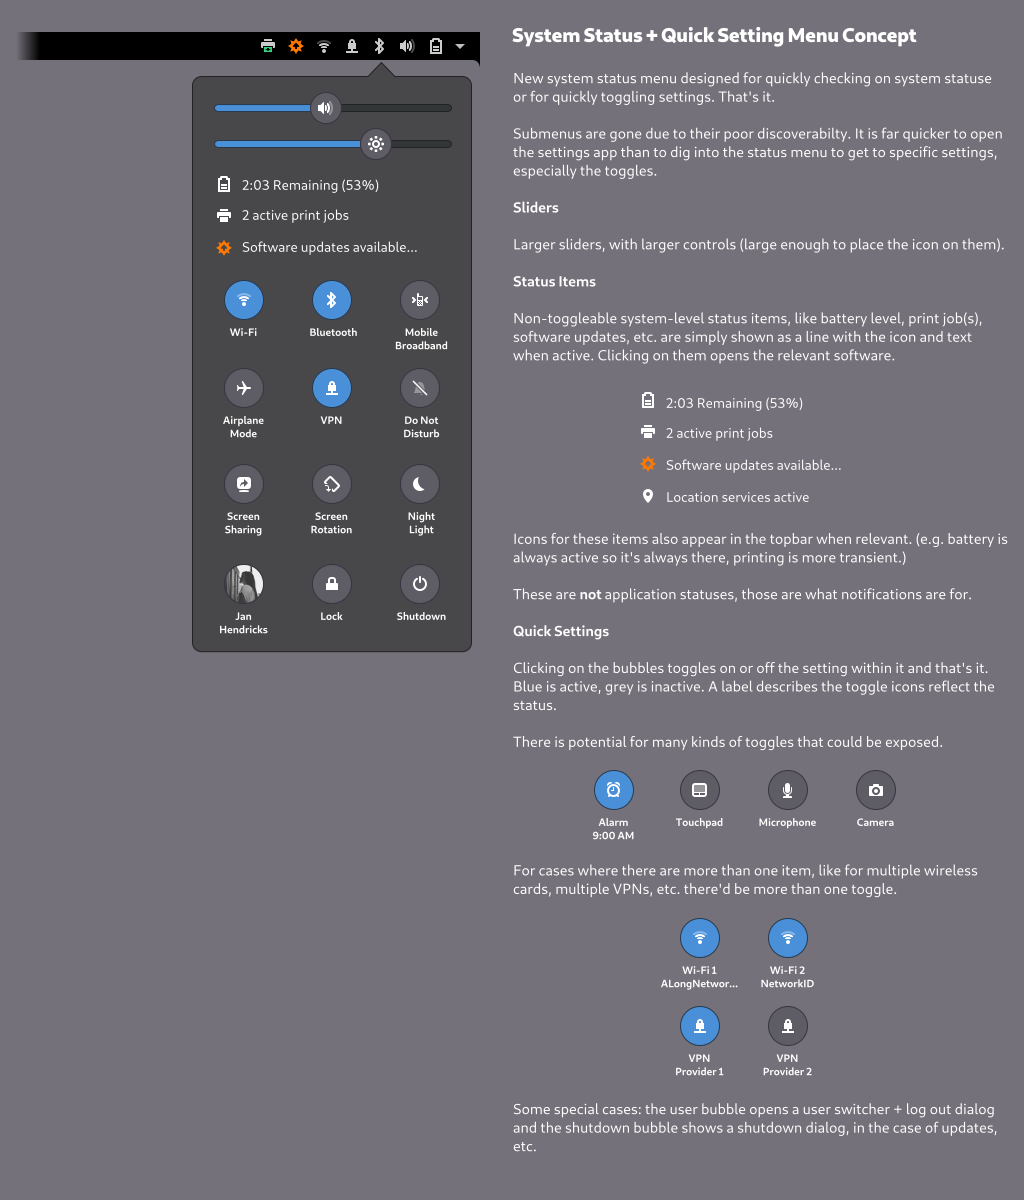 System Status + Quick Setting Menu Concept
New system status menu designed for quickly checking on system statuse
or for quickly toggling settings. That's it.
Submenus are gone due to their poor discoverabilty. It is far quicker to open
the settings app than to dig into the status menu to get to specific settings,
especially the toggles.
Sliders
Larger sliders, with larger controls (large enough to place the icon on them).
Status Items
Non-toggleable system-level status items, like battery level, print job(s),
software updates, etc. are simply shown as a line with the icon and text
when active. Clicking on them opens the relevant software.
2:03 Remaining (53%)
2 active print jobs
Software updates available...
Location services active
Icons for these items also appear in the topbar when relevant. (e.g. battery is
always active so it's always there, printing is more transient.)
These are not application statuses, those are what notifications are for.
Quick Settings
Clicking on the bubbles toggles on or off the setting within it and that's it.
Blue is active, grey is inactive. A label describes the toggle icons reflect the
status.
There is potential for many kinds of toggles that could be exposed.
Alarm
9:00 AM
Touchpad
Microphone
Camera
For cases where there are more than one item, like for multiple wireless
cards, multiple VPNs, etc. there'd be more than one toggle.
Wi-Fi 1
ALongNetwor...
Wi-Fi 2
NetworkID
VPN
Provider 1
VPN
Provider 2
Some special cases: the user bubble opens a user switcher + log out dialog
and the shutdown bubble shows a shutdown dialog, in the case of updates,
etc.
2:03 Remaining (53%)
2 active print jobs
Software updates available...
Wi-Fi
Bluetooth
Mobile
Broadband
Airplane
Mode
VPN
Do Not
Disturb
Screen
Sharing
Screen
Rotation
Night
Light
Jan
Hendricks
Lock
Shutdown